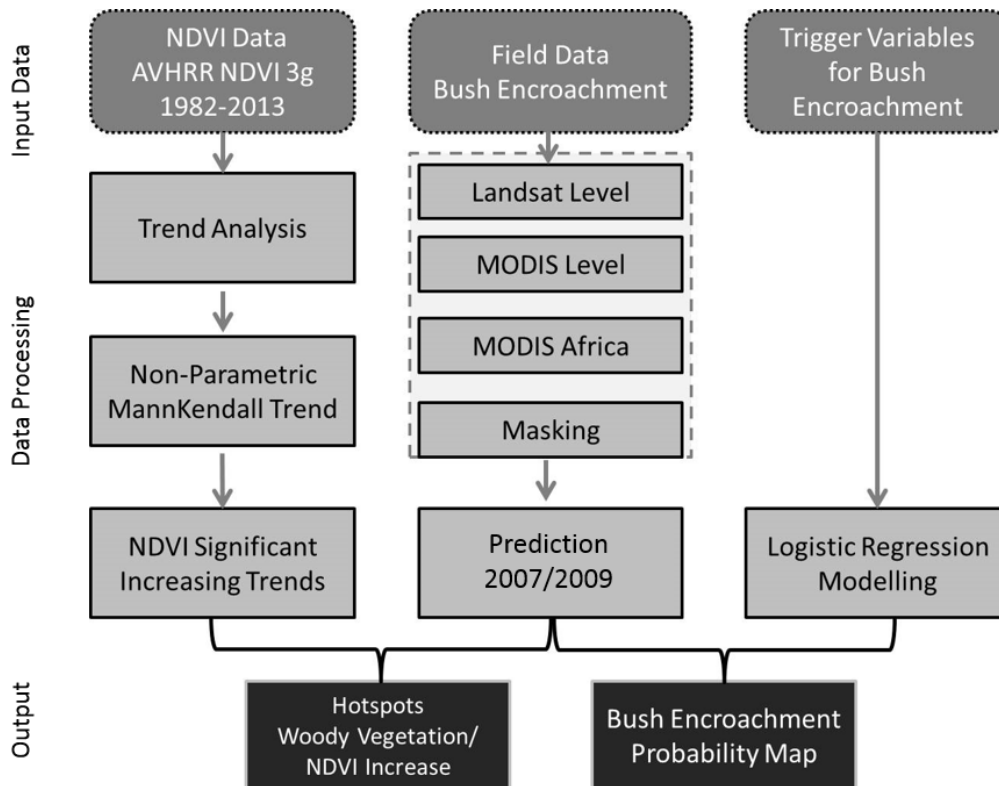 Input Data
NDVI Data
AVHRR NDVI 3g
1982-2013
Field Data
Bush Encroachment
Trigger Variables
for Bush
Encroachment
Data Processing
Trend Analysis
Non-Parametric
MannKendall Trend
NDVI Significant
Increasing Trends
Landsat Level
MODIS Level
MODIS Africa
Masking
Prediction
2007/2009
Logistic Regression
Modelling
Output
Hotspots
Woody Vegetation/
NDVI Increase
Bush Encroachment
Probability Map